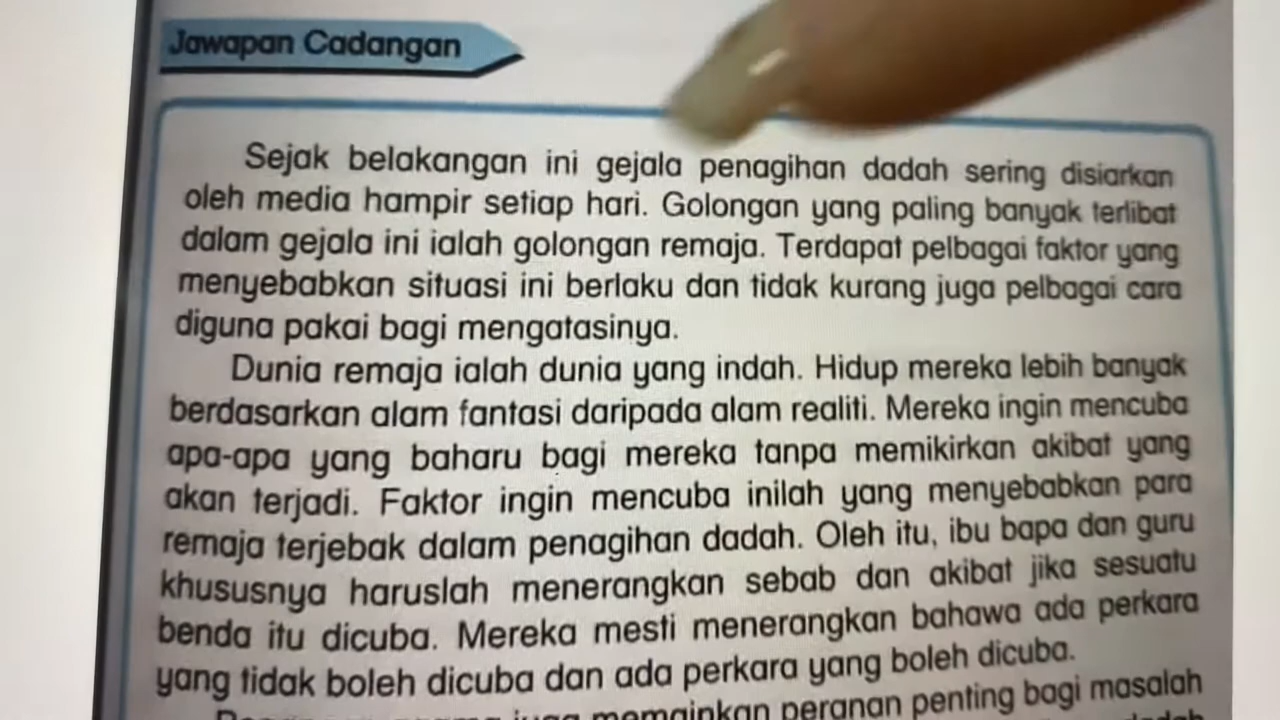 Jawapan Cadangan
Sejak belakangan ini gejala penagihan dadah sering disiarkan
oleh media hampir setiap hari. Golongan yang paling banyak terlibat
dalam gejala ini ialah golongan remaja. Terdapat pelbagai faktor yang
menyebabkan situasi ini berlaku dan tidak kurang juga pelbagai cara
diguna pakai bagi mengatasinya.
Dunia remaja ialah dunia yang indah. Hidup mereka lebih banyak
berdasarkan alam fantasi daripada alam realiti. Mereka ingin mencuba
apa-apa yang baharu bagi mereka tanpa memikirkan akibat yang
akan terjadi. Faktor ingin mencuba inilah yang menyebabkan para
remaja terjebak dalam penagihan dadah. Oleh itu, ibu bapa dan guru
khususnya haruslah menerangkan sebab dan akibat jika sesuatu
benda itu dicuba. Mereka mesti menerangkan bahawa ada perkara
yang tidak boleh dicuba dan ada perkara yang boleh dicuba.
juga memainkan peranan penting bagi masalah